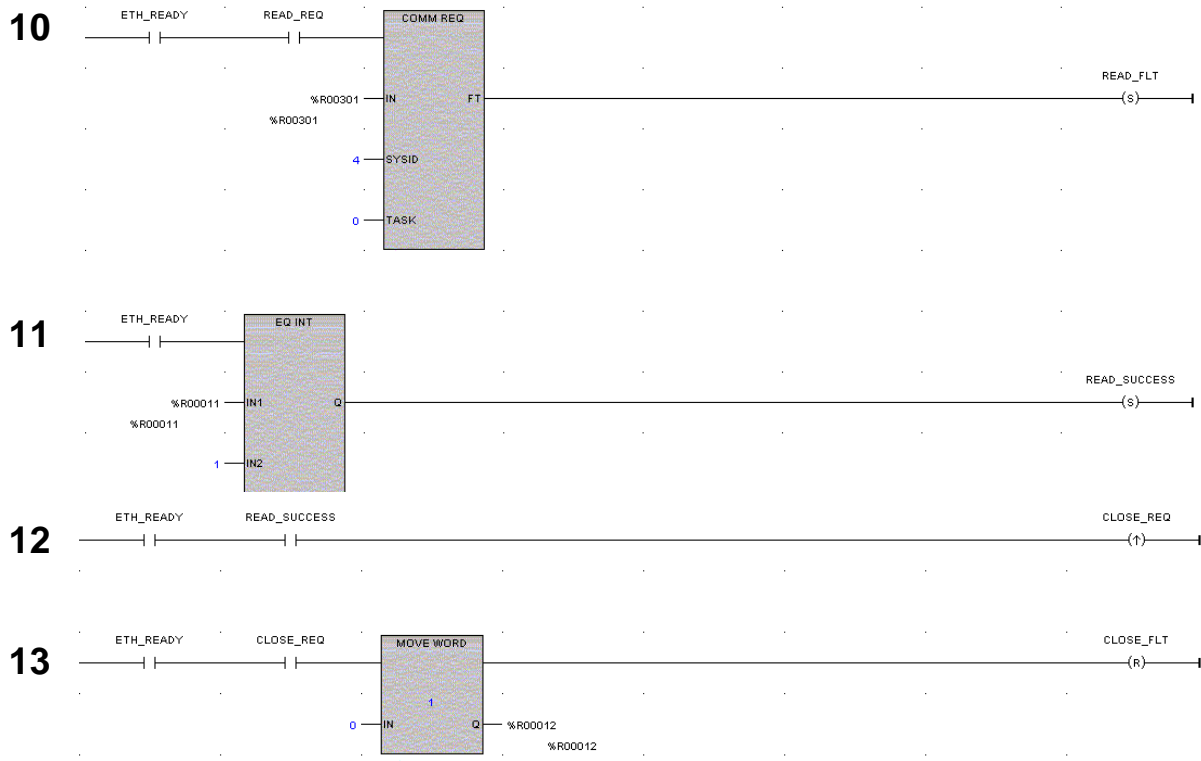 10
ETH_READY READ_REQ COMM REQ
READ_FLT
%R00301 IN FT (S)
%R00301
4 SYSID
0 TASK
11
ETH_READY EQ INT
READ_SUCCESS
%R00011 IN1 Q (S)
%R00011
1 IN2
12
ETH_READY READ_SUCCESS CLOSE_REQ
(↑)
13
ETH_READY CLOSE_REQ MOVE WORD CLOSE_FLT
(R)
1
0 IN Q %R00012
%R00012